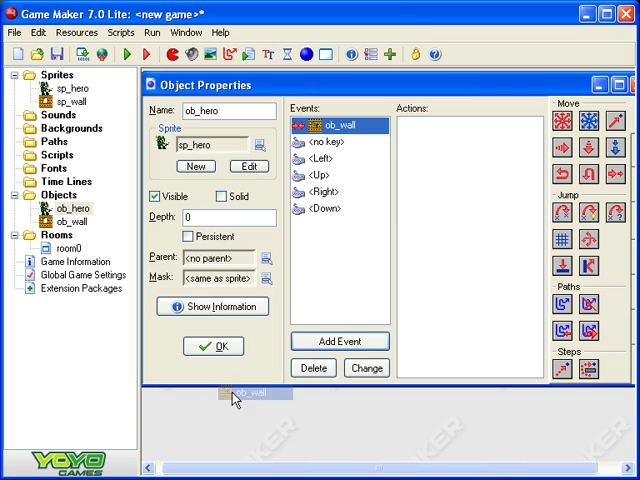 Game Maker 7.0 Lite: <new game>*
File Edit Resources Scripts Run Window Help
Sprites
sp_hero
sp_wall
Sounds
Backgrounds
Paths
Scripts
Fonts
Time Lines
Objects
ob_hero
ob_wall
Rooms
room0
Game Information
Global Game Settings
Extension Packages
YOYO
GAMES
Object Properties
Name: ob_hero
Sprite
sp_hero
New Edit
Visible Solid
Depth: 0
Persistent
Parent: <no parent>
Mask: <same as sprite>
Show Information
OK
Events:
ob_wall
<no key>
<Left>
<Up>
<Right>
<Down>
Add Event
Delete Change
Actions:
Move
Jump
Paths
Steps
ob_wall